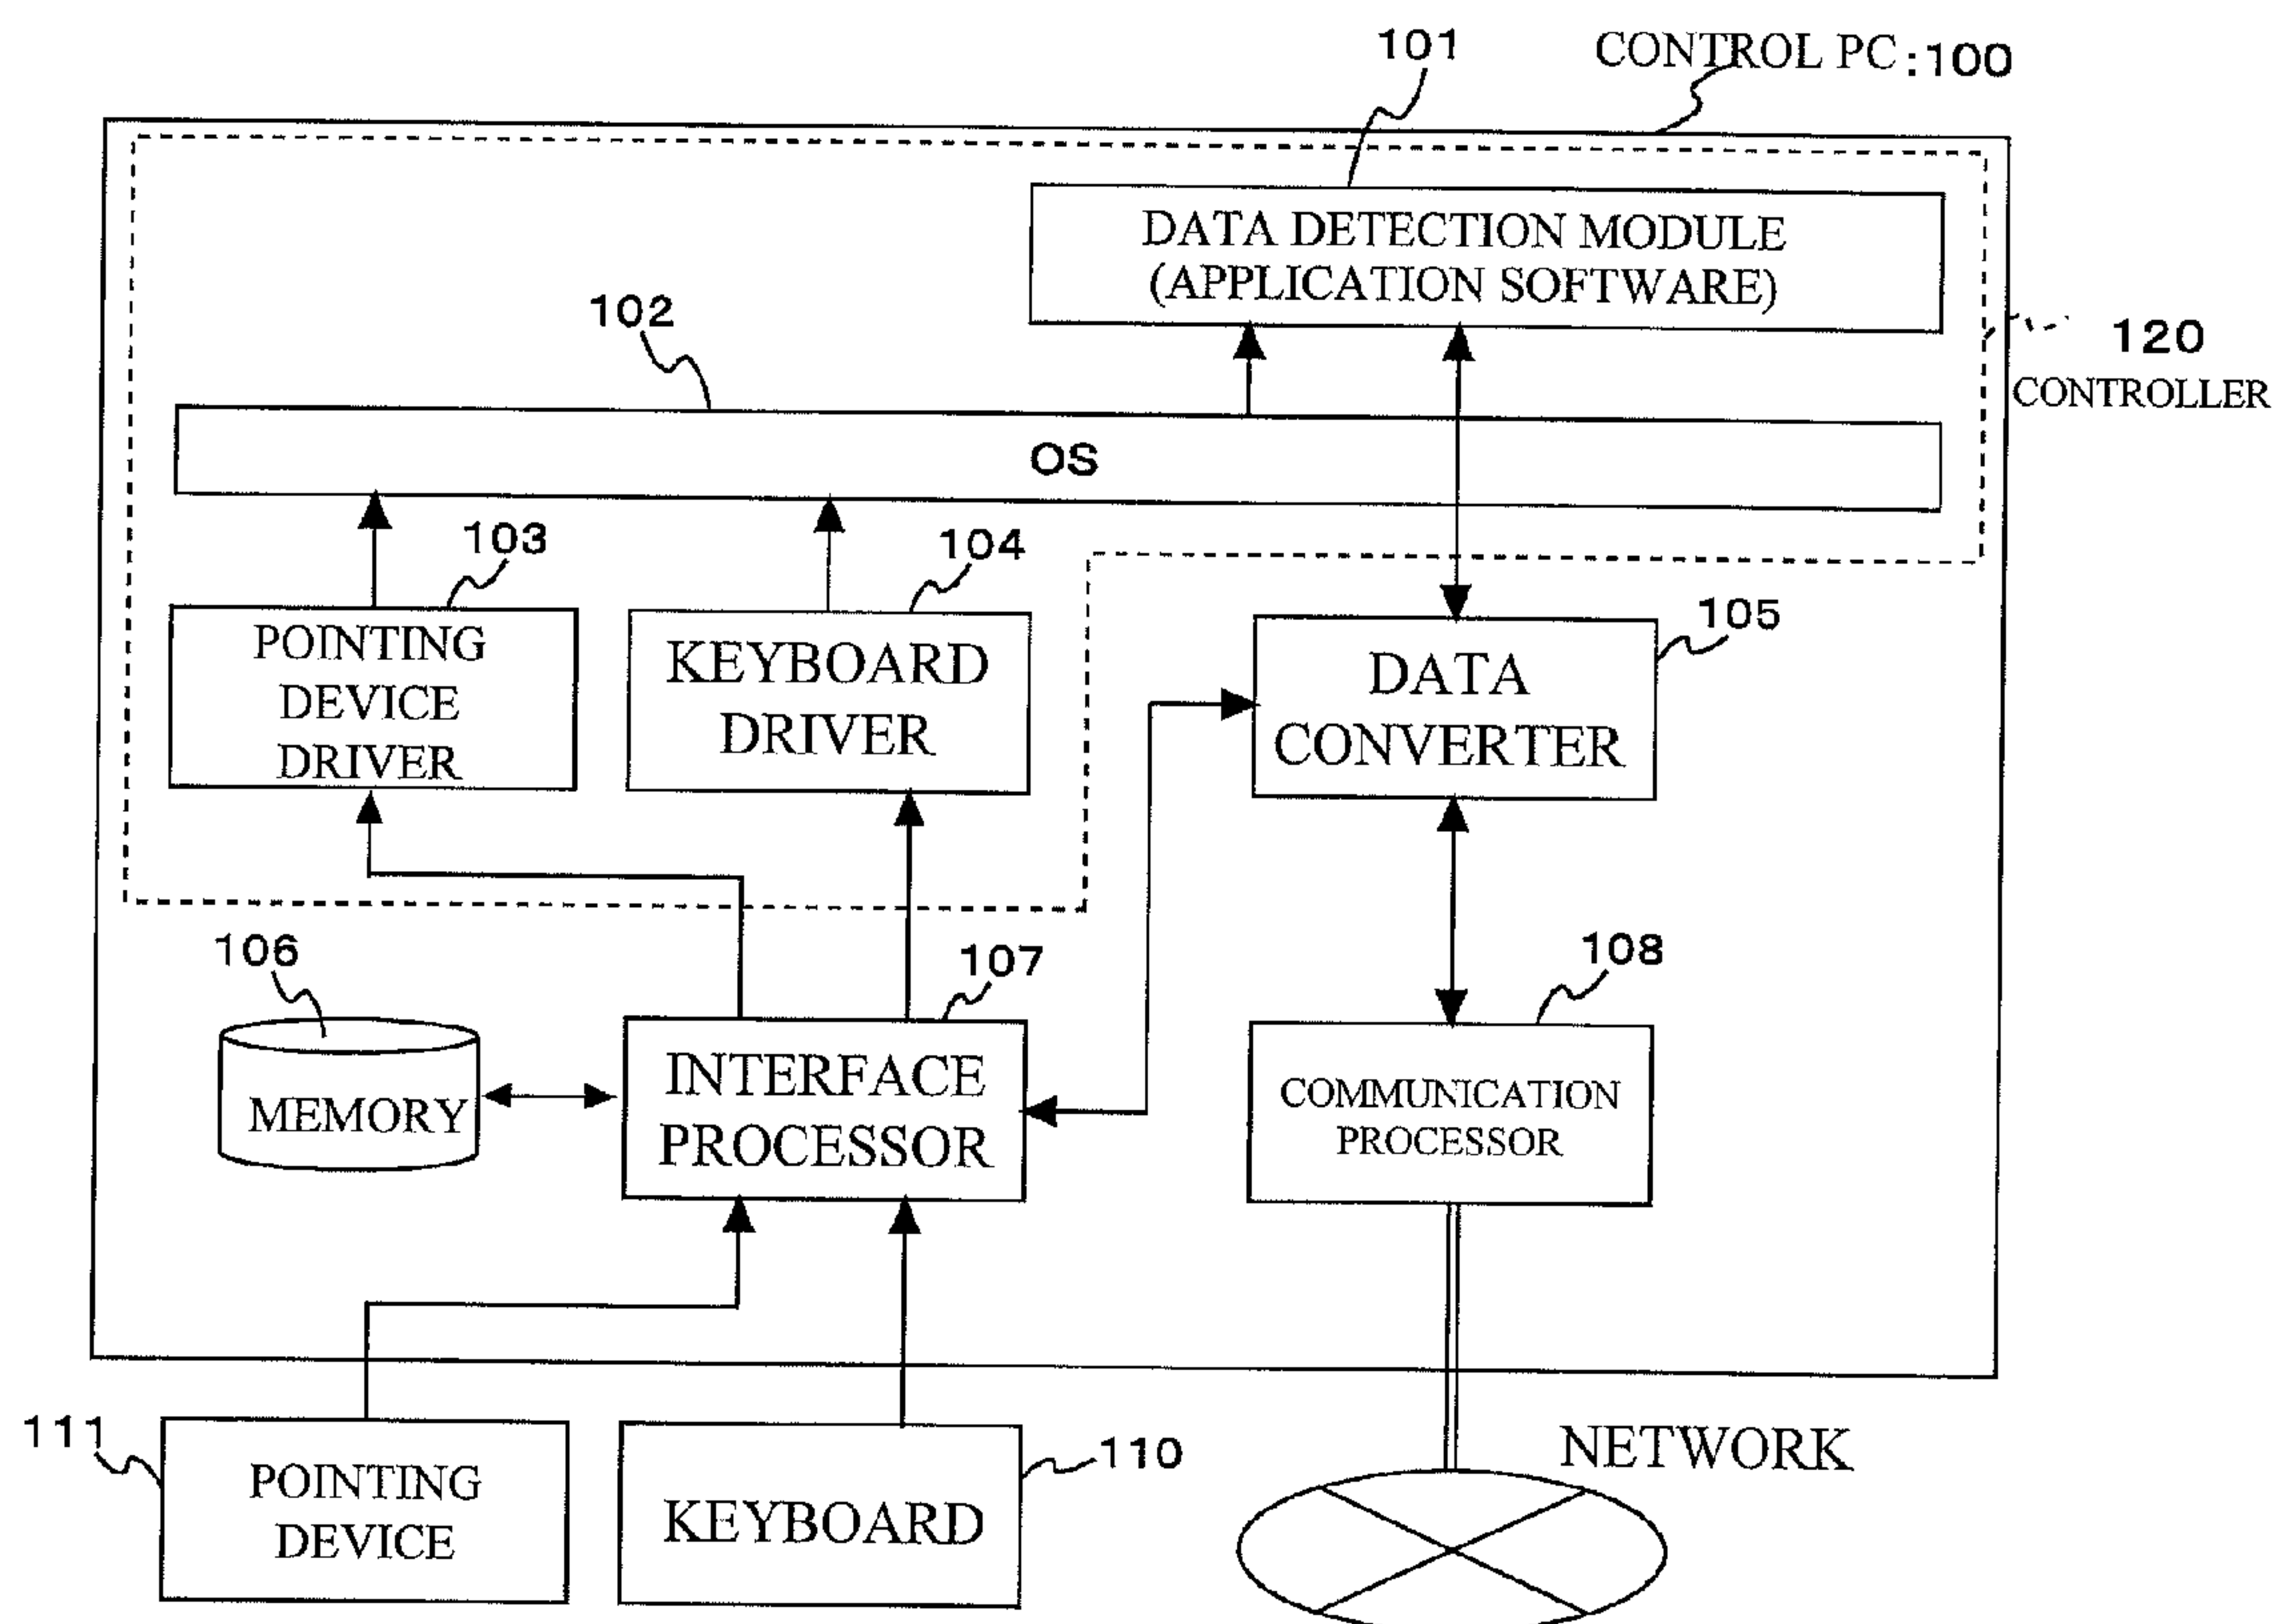 101
CONTROL PC:100
DATA DETECTION MODULE
(APPLICATION SOFTWARE)
102
120
CONTROLLER
OS
103
104
105
POINTING
DEVICE
DRIVER
KEYBOARD
DRIVER
DATA
CONVERTER
106
107
108
MEMORY
INTERFACE
PROCESSOR
COMMUNICATION
PROCESSOR
111
POINTING
DEVICE
110
KEYBOARD
NETWORK